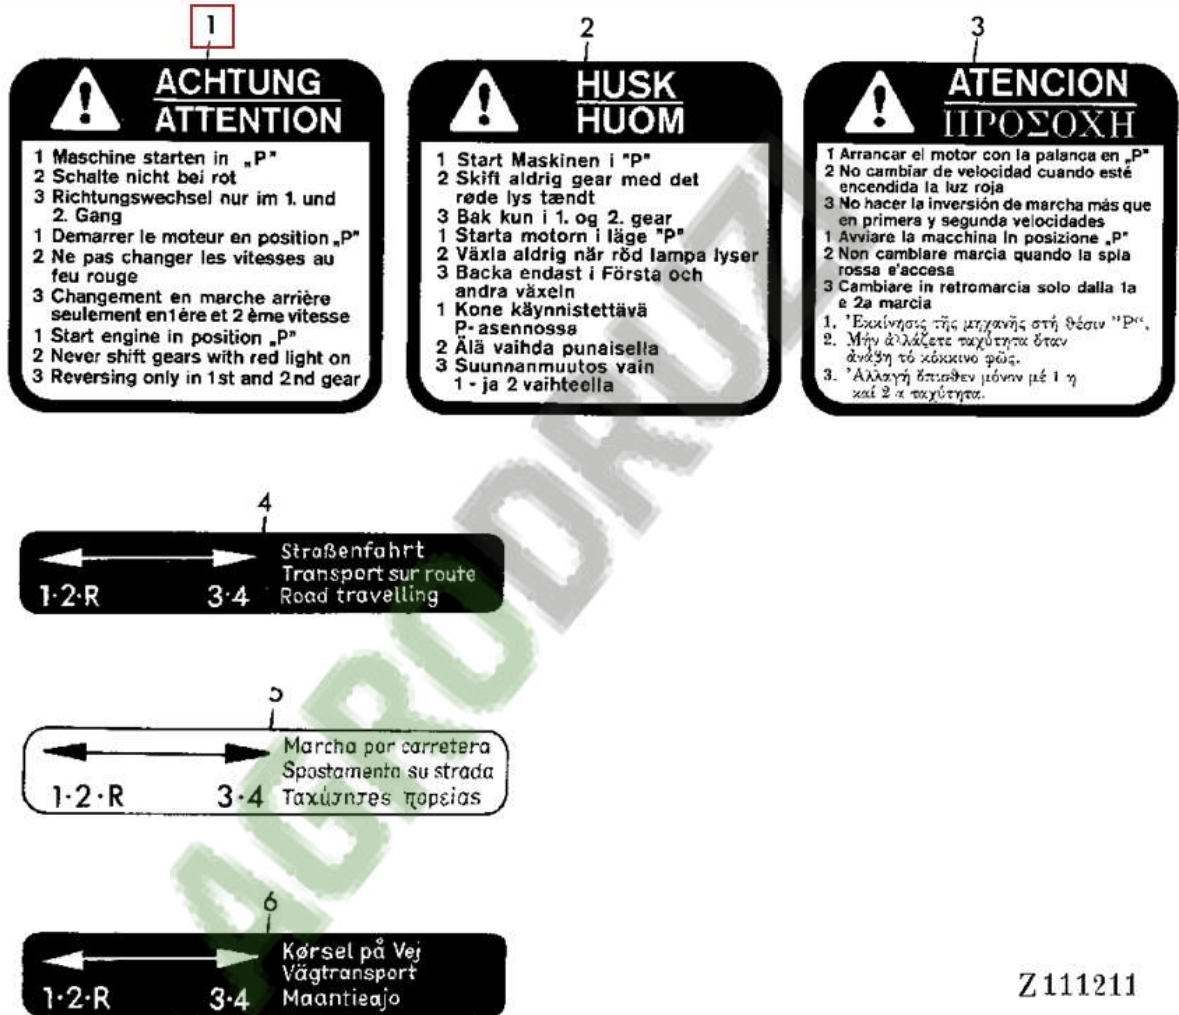 1
ACHTUNG
ATTENTION
1 Maschine starten in „P"
2 Schalte nicht bei rot
3 Richtungswechsel nur im 1. und
2. Gang
1 Demarrer le moteur en position „P"
2 Ne pas changer les vitesses au
feu rouge
3 Changement en marche arrière
seulement en1ère et 2 ème vitesse
1 Start engine in position „P"
2 Never shift gears with red light on
3 Reversing only in 1st and 2nd gear
2
HUSK
HUOM
1 Start Maskinen i "P"
2 Skift aldrig gear med det
røde lys tændt
3 Bak kun i 1. og 2. gear
1 Starta motorn i läge "P"
2 Växla aldrig når röd lampa lyser
3 Backa endast i Första och
andra växeln
1 Kone käynnistettävä
P-asennossa
2 Älä vaihda punaisella
3 Suunnanmuutos vain
1 - ja 2 vaihteella
3
ATENCION
ΠΡΟΣΟΧΗ
1 Arrancar el motor con la palanca en „P"
2 No cambiar de velocidad cuando esté
encendida la luz roja
3 No hacer la inversión de marcha más que
en primera y segunda velocidades
1 Avviare la macchina In posizione „P"
2 Non cambiare marcia quando la spia
rossa e'accesa
3 Cambiare in retromarcia solo dalla 1a
e 2a marcia
1. Ἐκκίνησις τῆς μηχανῆς στή θέσιν "P".
2. Μήν ἀλλάζετε ταχύτητα ὅταν
ἀνάβη τό κόκκινο φῶς.
3. Ἀλλαγή ὄπισθεν μόνον μέ 1 η
καί 2 α ταχύτητα.
4
Straßenfahrt
Transport sur route
1·2·R 3·4 Road travelling
5
Marcha por carretera
Spostamento su strada
1·2·R 3·4 Ταχύτητες πορείας
6
Kørsel på Vej
Vägtransport
1·2·R 3·4 Maantieajo
Z 111211
AGRODRUZI